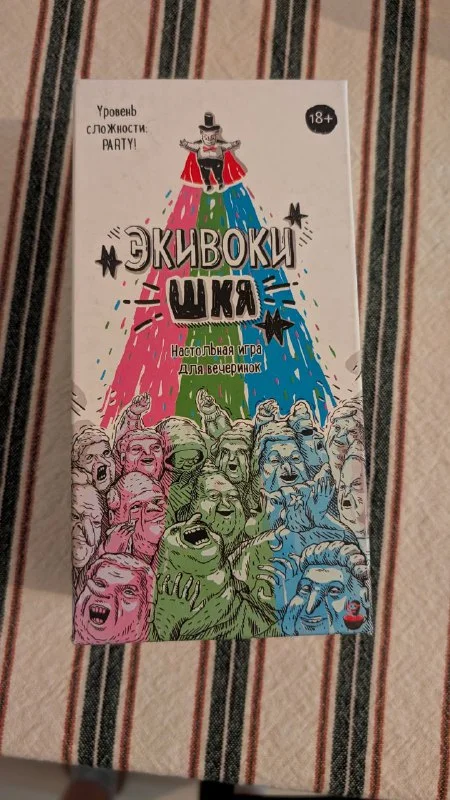 Уровень
сложности:
PARTY!
18+
ЭКИВОКИ
ШКЯ
Настольная игра
для вечеринок